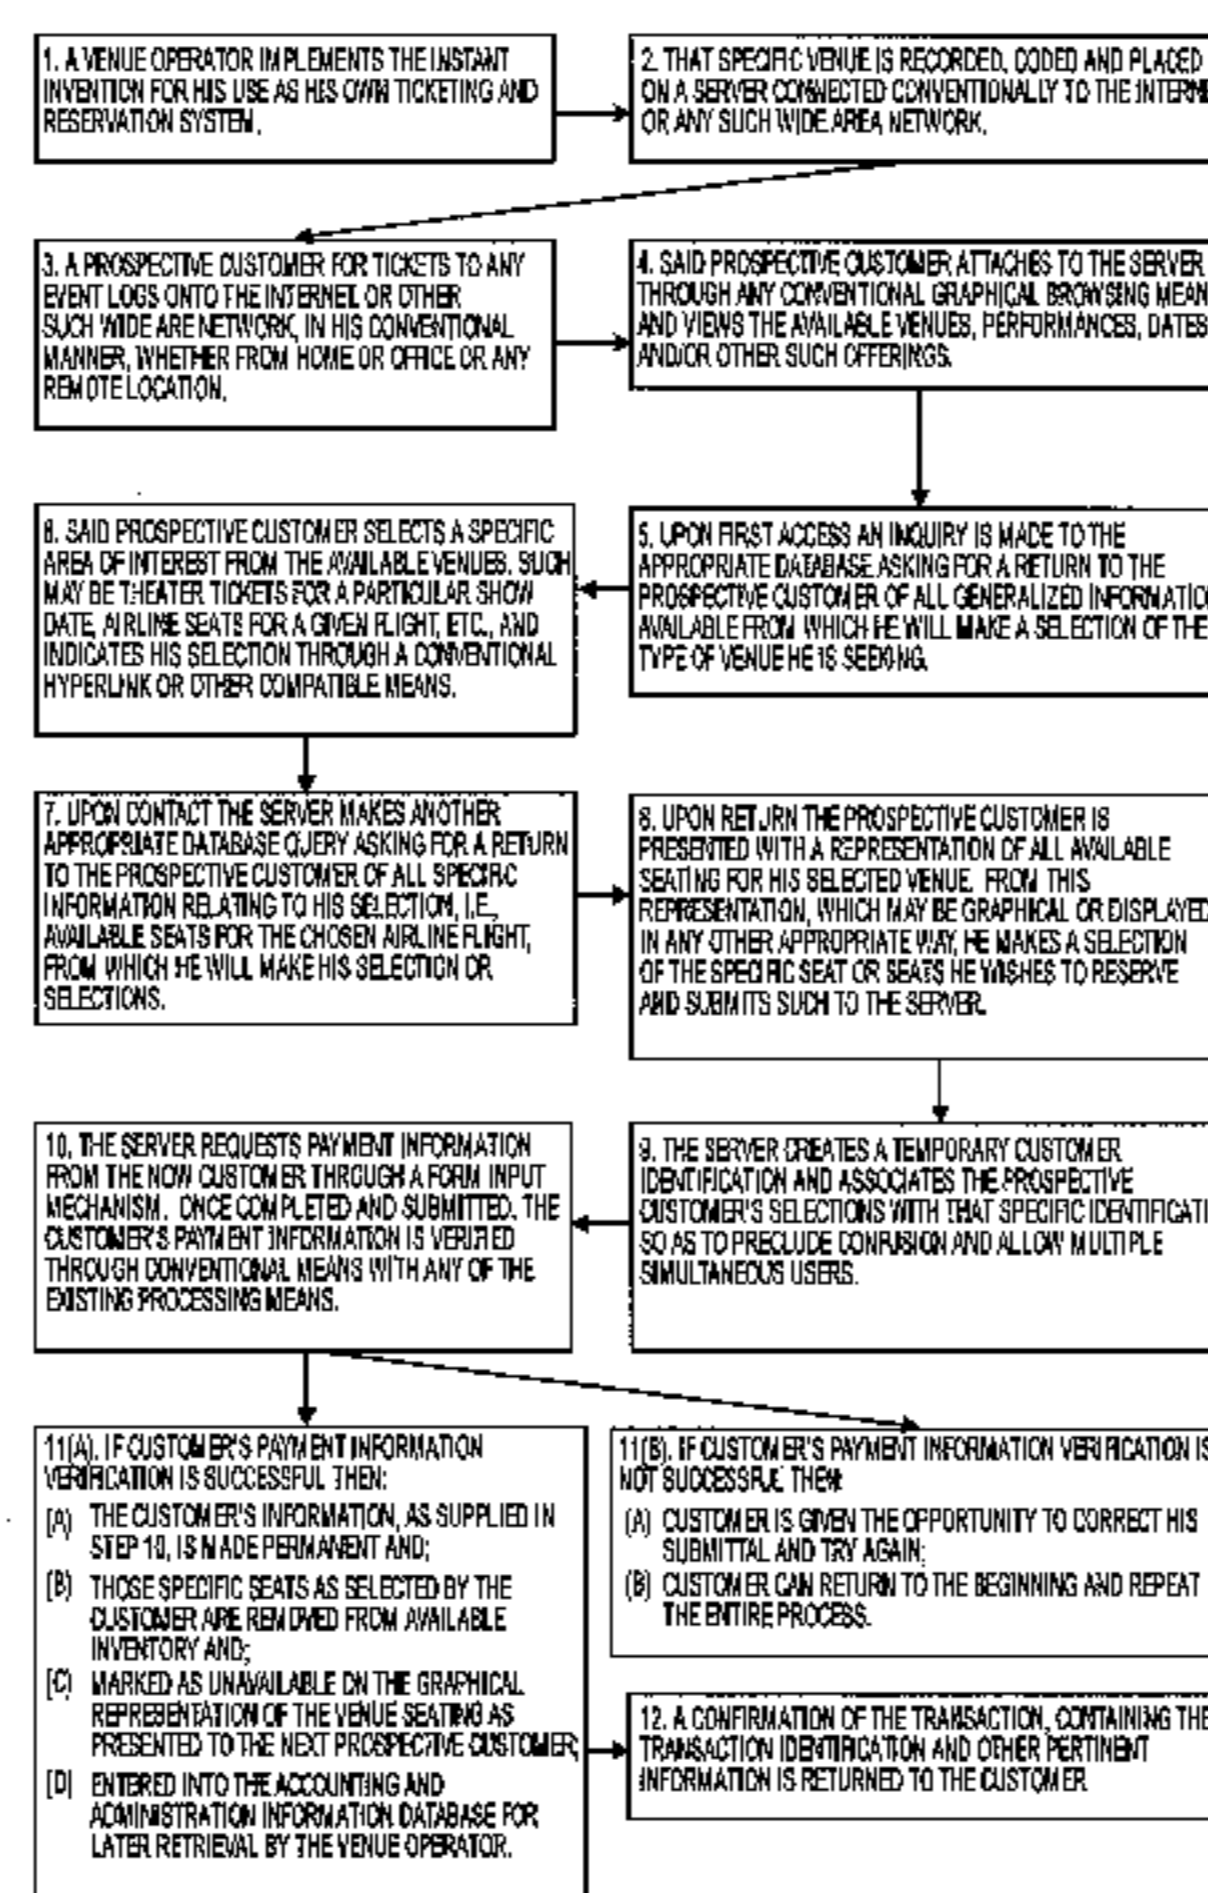 1. A VENUE OPERATOR IMPLEMENTS THE INSTANT
INVENTION FOR HIS USE AS HIS OWN TICKETING AND
RESERVATION SYSTEM.
2. THAT SPECIFIC VENUE IS RECORDED, CODED AND PLACED
ON A SERVER CONNECTED CONVENTIONALLY TO THE INTERNE
OR ANY SUCH WIDE AREA NETWORK.
3. A PROSPECTIVE CUSTOMER FOR TICKETS TO ANY
EVENT LOGS ONTO THE INTERNET OR OTHER
SUCH WIDE ARE NETWORK, IN HIS CONVENTIONAL
MANNER, WHETHER FROM HOME OR OFFICE OR ANY
REMOTE LOCATION.
4. SAID PROSPECTIVE CUSTOMER ATTACHES TO THE SERVER
THROUGH ANY CONVENTIONAL GRAPHICAL BROWSING MEAN
AND VIEWS THE AVAILABLE VENUES, PERFORMANCES, DATES
AND/OR OTHER SUCH OFFERINGS.
6. SAID PROSPECTIVE CUSTOMER SELECTS A SPECIFIC
AREA OF INTEREST FROM THE AVAILABLE VENUES. SUCH
MAY BE THEATER TICKETS FOR A PARTICULAR SHOW
DATE, AIRLINE SEATS FOR A GIVEN FLIGHT, ETC., AND
INDICATES HIS SELECTION THROUGH A CONVENTIONAL
HYPERLINK OR OTHER COMPATIBLE MEANS.
5. UPON FIRST ACCESS AN INQUIRY IS MADE TO THE
APPROPRIATE DATABASE ASKING FOR A RETURN TO THE
PROSPECTIVE CUSTOMER OF ALL GENERALIZED INFORMATIO
AVAILABLE FROM WHICH HE WILL MAKE A SELECTION OF THE
TYPE OF VENUE HE IS SEEKING.
7. UPON CONTACT THE SERVER MAKES ANOTHER
APPROPRIATE DATABASE QUERY ASKING FOR A RETURN
TO THE PROSPECTIVE CUSTOMER OF ALL SPECIFIC
INFORMATION RELATING TO HIS SELECTION, I.E.,
AVAILABLE SEATS FOR THE CHOSEN AIRLINE FLIGHT,
FROM WHICH HE WILL MAKE HIS SELECTION OR
SELECTIONS.
8. UPON RETURN THE PROSPECTIVE CUSTOMER IS
PRESENTED WITH A REPRESENTATION OF ALL AVAILABLE
SEATING FOR HIS SELECTED VENUE. FROM THIS
REPRESENTATION, WHICH MAY BE GRAPHICAL OR DISPLAYED
IN ANY OTHER APPROPRIATE WAY, HE MAKES A SELECTION
OF THE SPECIFIC SEAT OR SEATS HE WISHES TO RESERVE
AND SUBMITS SUCH TO THE SERVER.
10. THE SERVER REQUESTS PAYMENT INFORMATION
FROM THE NOW CUSTOMER THROUGH A FORM INPUT
MECHANISM. ONCE COMPLETED AND SUBMITTED, THE
CUSTOMER'S PAYMENT INFORMATION IS VERIFIED
THROUGH CONVENTIONAL MEANS WITH ANY OF THE
EXISTING PROCESSING MEANS.
9. THE SERVER CREATES A TEMPORARY CUSTOMER
IDENTIFICATION AND ASSOCIATES THE PROSPECTIVE
CUSTOMER'S SELECTIONS WITH THAT SPECIFIC IDENTIFICATI
SO AS TO PRECLUDE CONFUSION AND ALLOW MULTIPLE
SIMULTANEOUS USERS.
11(A). IF CUSTOMER'S PAYMENT INFORMATION
VERIFICATION IS SUCCESSFUL THEN:
(A) THE CUSTOMER'S INFORMATION, AS SUPPLIED IN
STEP 10, IS MADE PERMANENT AND;
(B) THOSE SPECIFIC SEATS AS SELECTED BY THE
CUSTOMER ARE REMOVED FROM AVAILABLE
INVENTORY AND;
(C) MARKED AS UNAVAILABLE ON THE GRAPHICAL
REPRESENTATION OF THE VENUE SEATING AS
PRESENTED TO THE NEXT PROSPECTIVE CUSTOMER;
(D) ENTERED INTO THE ACCOUNTING AND
ADMINISTRATION INFORMATION DATABASE FOR
LATER RETRIEVAL BY THE VENUE OPERATOR.
11(B). IF CUSTOMER'S PAYMENT INFORMATION VERIFICATION IS
NOT SUCCESSFUL THEN:
(A) CUSTOMER IS GIVEN THE OPPORTUNITY TO CORRECT HIS
SUBMITTAL AND TRY AGAIN;
(B) CUSTOMER CAN RETURN TO THE BEGINNING AND REPEAT
THE ENTIRE PROCESS.
12. A CONFIRMATION OF THE TRANSACTION, CONTAINING THE
TRANSACTION IDENTIFICATION AND OTHER PERTINENT
INFORMATION IS RETURNED TO THE CUSTOMER